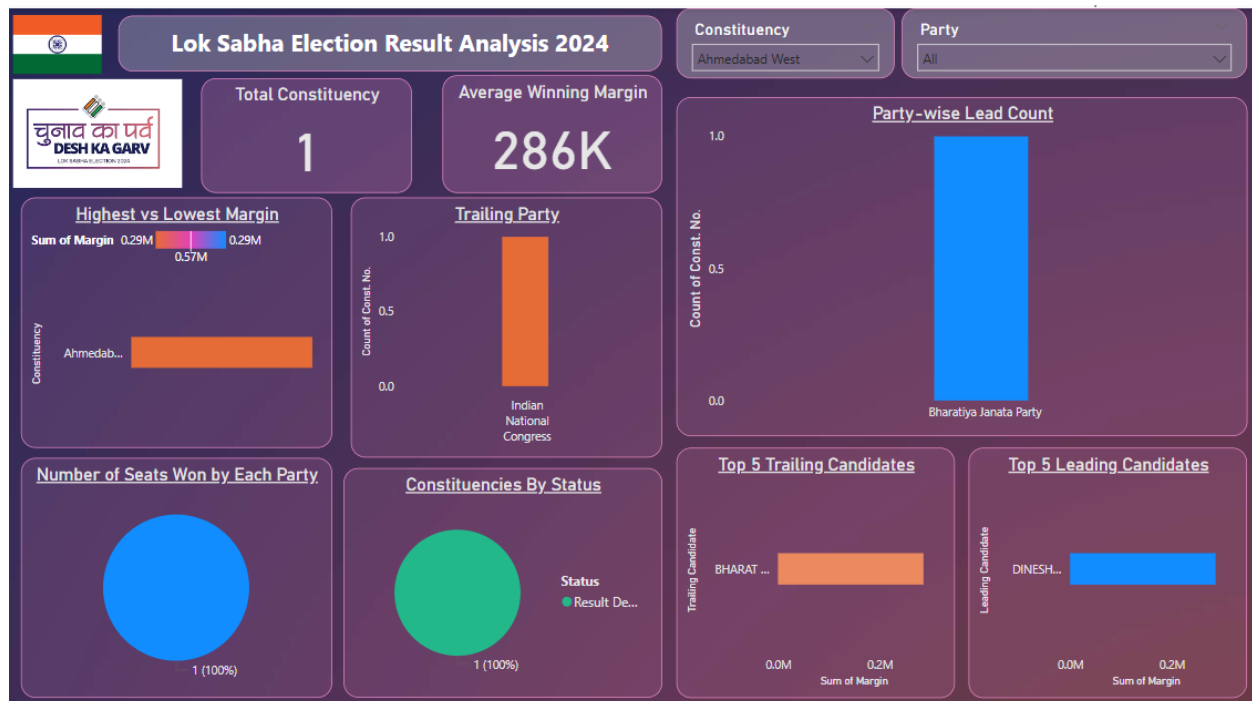 Lok Sabha Election Result Analysis 2024
Constituency
Ahmedabad West
Party
All
चुनाव का पर्व
DESH KA GARV
LOK SABHA ELECTION 2024
Total Constituency
1
Average Winning Margin
286K
Party-wise Lead Count
1.0
0.5
0.0
Count of Const. No.
Bharatiya Janata Party
Highest vs Lowest Margin
Sum of Margin 0.29M 0.29M
0.57M
Constituency
Ahmedab...
Trailing Party
1.0
0.5
0.0
Count of Const. No.
Indian
National
Congress
Number of Seats Won by Each Party
1 (100%)
Constituencies By Status
Status
Result De...
1 (100%)
Top 5 Trailing Candidates
Trailing Candidate
BHARAT ...
0.0M 0.2M
Sum of Margin
Top 5 Leading Candidates
Leading Candidate
DINESH...
0.0M 0.2M
Sum of Margin